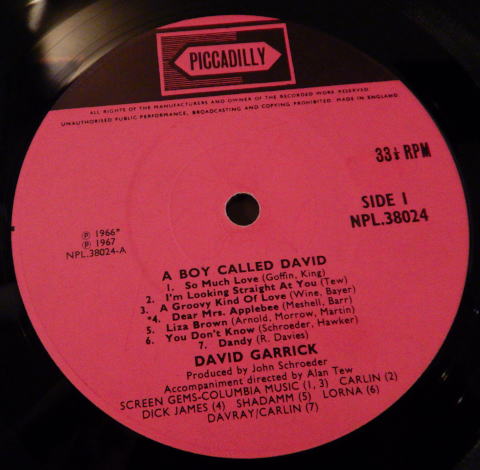 PICCADILLY
ALL RIGHTS OF THE MANUFACTURERS AND OWNER OF THE RECORDED WORK RESERVED
UNAUTHORISED PUBLIC PERFORMANCE, BROADCASTING AND COPYING PROHIBITED. MADE IN ENGLAND.
33⅓ RPM
SIDE 1
NPL.38024
℗ 1966*
℗ 1967
NPL.38024-A
A BOY CALLED DAVID
1. So Much Love (Goffin, King)
2. I'm Looking Straight At You (Tew)
3. A Groovy Kind Of Love (Wine, Bayer)
*4. Dear Mrs. Applebee (Meshell, Barr)
5. Liza Brown (Arnold, Morrow, Martin)
6. You Don't Know (Schroeder, Hawker)
7. Dandy (R. Davies)
DAVID GARRICK
Produced by John Schroeder
Accompaniment directed by Alan Tew
SCREEN GEMS-COLUMBIA MUSIC (1, 3) CARLIN (2)
DICK JAMES (4) SHADAMM (5) LORNA (6)
DAVRAY/CARLIN (7)